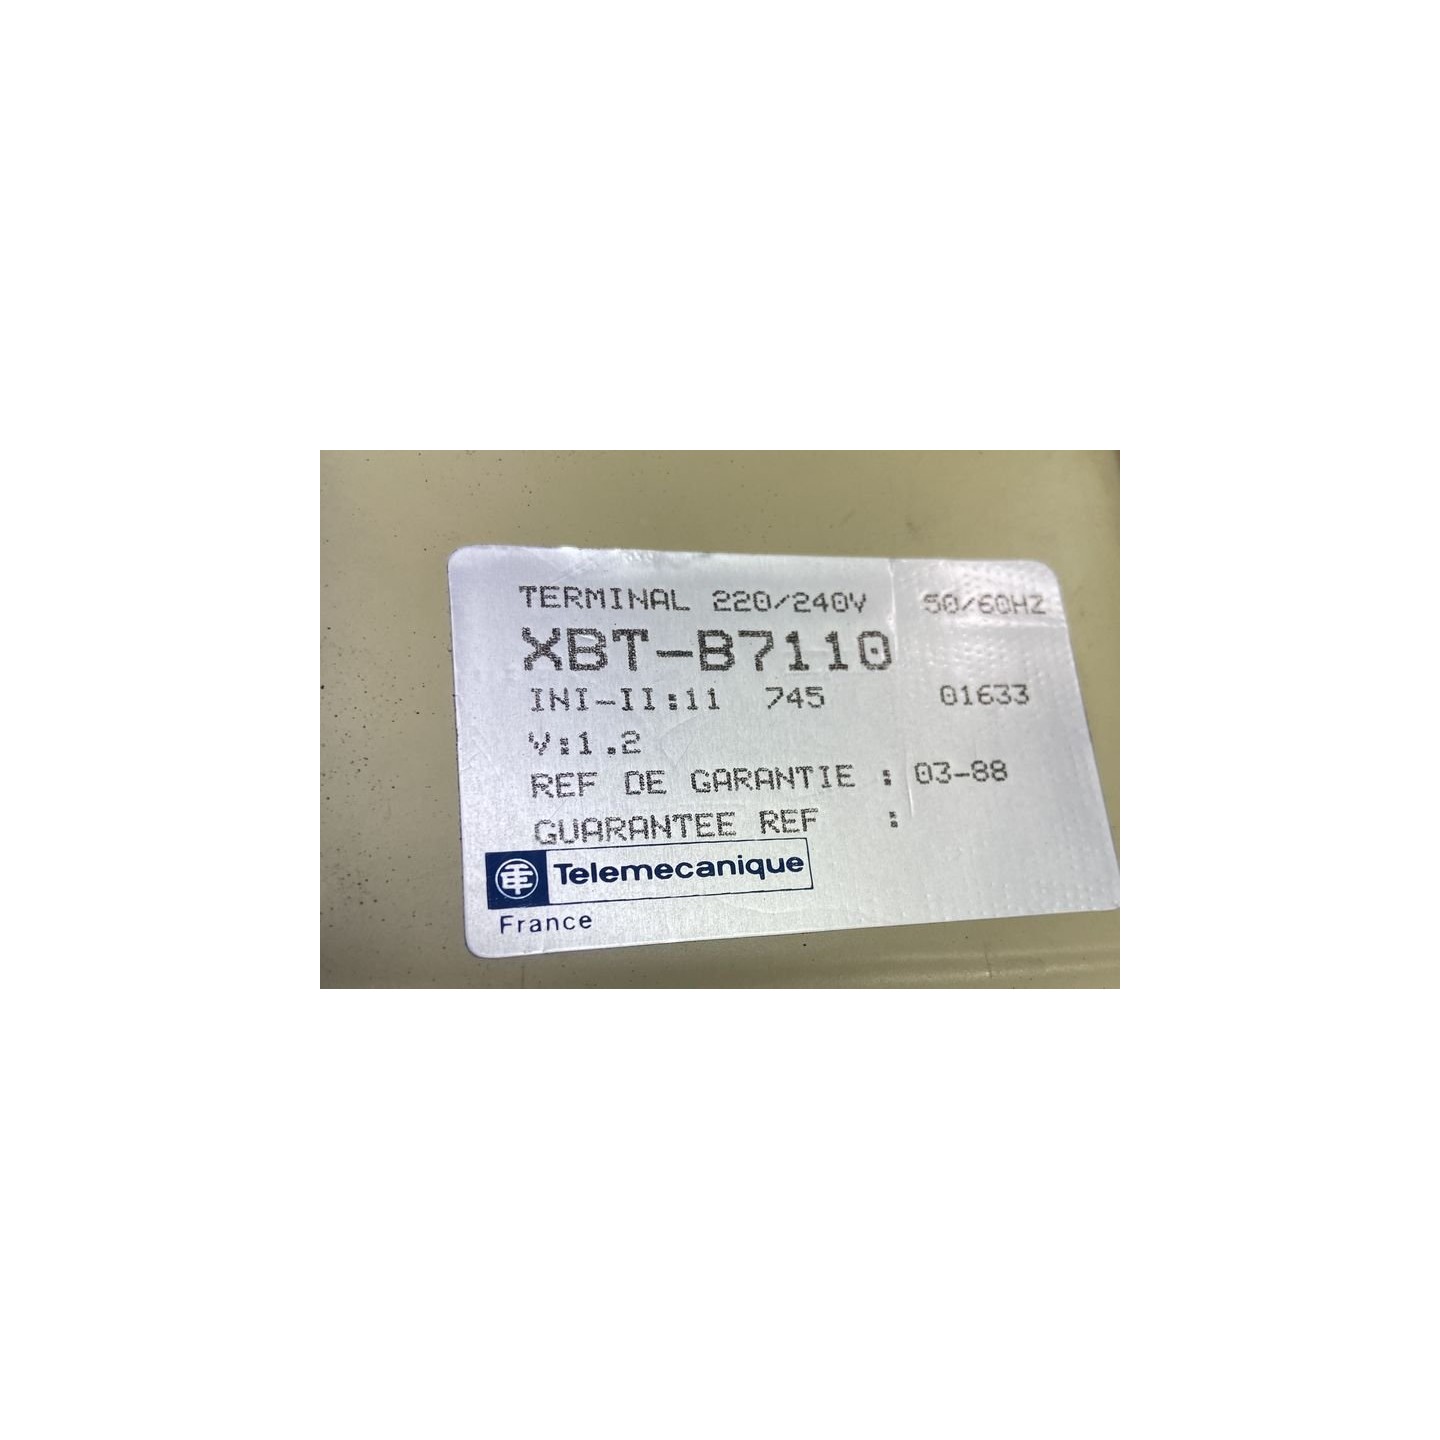 TERMINAL 220/240V 50/60HZ
XBT-B7110
INI-II:11 745 01633
V:1.2
REF DE GARANTIE : 03-88
GUARANTEE REF :
Telemecanique
France